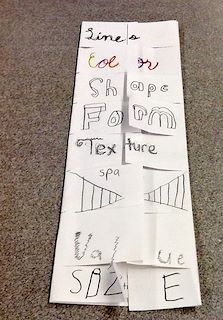 Lines
Color
Shape
Form
Texture
spa
Value
SIZE